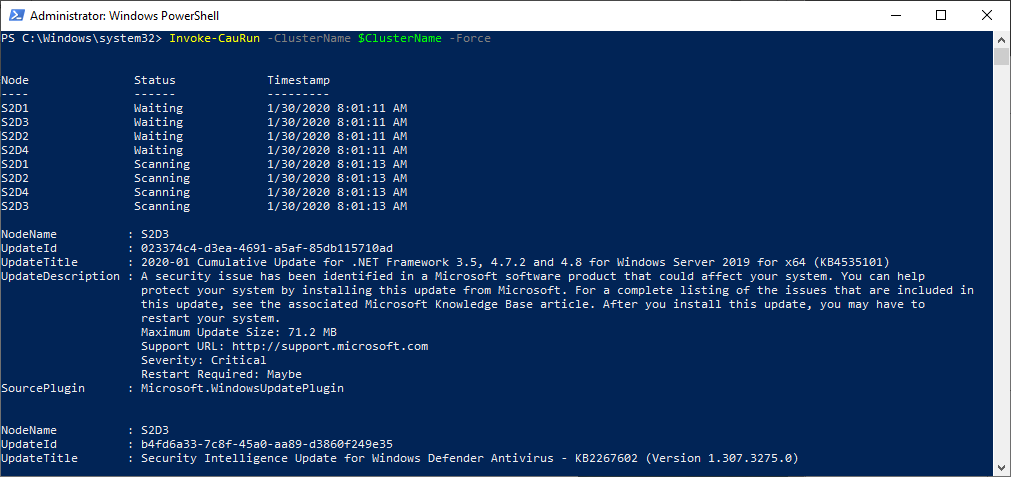 Administrator: Windows PowerShell
PS C:\Windows\system32> Invoke-CauRun -ClusterName $ClusterName -Force
Node Status Timestamp
---- ------ ---------
S2D1 Waiting 1/30/2020 8:01:11 AM
S2D3 Waiting 1/30/2020 8:01:11 AM
S2D2 Waiting 1/30/2020 8:01:11 AM
S2D4 Waiting 1/30/2020 8:01:11 AM
S2D1 Scanning 1/30/2020 8:01:13 AM
S2D2 Scanning 1/30/2020 8:01:13 AM
S2D4 Scanning 1/30/2020 8:01:13 AM
S2D3 Scanning 1/30/2020 8:01:13 AM
NodeName : S2D3
UpdateId : 023374c4-d3ea-4691-a5af-85db115710ad
UpdateTitle : 2020-01 Cumulative Update for .NET Framework 3.5, 4.7.2 and 4.8 for Windows Server 2019 for x64 (KB4535101)
UpdateDescription : A security issue has been identified in a Microsoft software product that could affect your system. You can help
protect your system by installing this update from Microsoft. For a complete listing of the issues that are included in
this update, see the associated Microsoft Knowledge Base article. After you install this update, you may have to
restart your system.
Maximum Update Size: 71.2 MB
Support URL: http://support.microsoft.com
Severity: Critical
Restart Required: Maybe
SourcePlugin : Microsoft.WindowsUpdatePlugin
NodeName : S2D3
UpdateId : b4fd6a33-7c8f-45a0-aa89-d3860f249e35
UpdateTitle : Security Intelligence Update for Windows Defender Antivirus - KB2267602 (Version 1.307.3275.0)